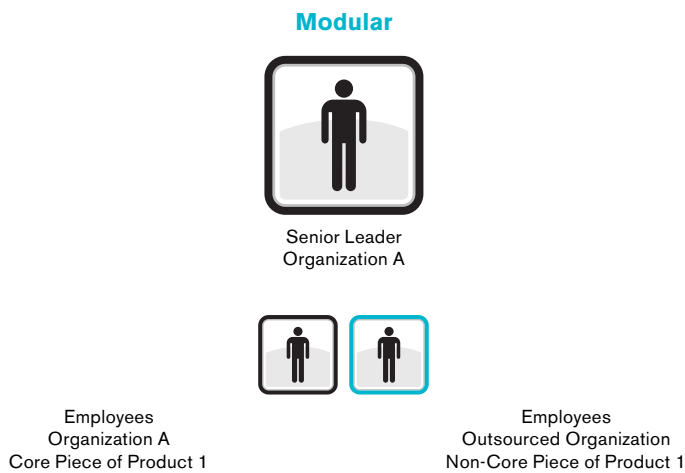 Modular
Senior Leader
Organization A
Employees
Organization A
Core Piece of Product 1
Employees
Outsourced Organization
Non-Core Piece of Product 1